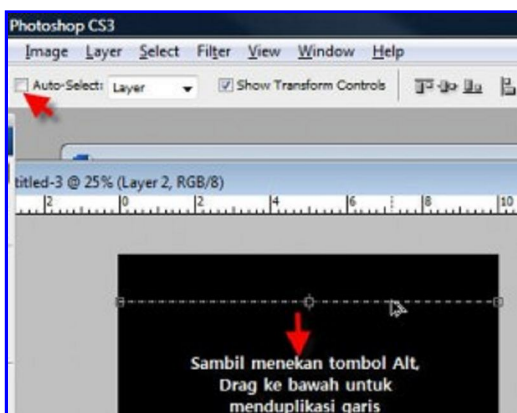 Photoshop CS3
Image Layer Select Filter View Window Help
Auto-Select: Layer Show Transform Controls
titled-3 @ 25% (Layer 2, RGB/8)
2 0 2 4 6 8 10
Sambil menekan tombol Alt,
Drag ke bawah untuk
menduplikasi garis